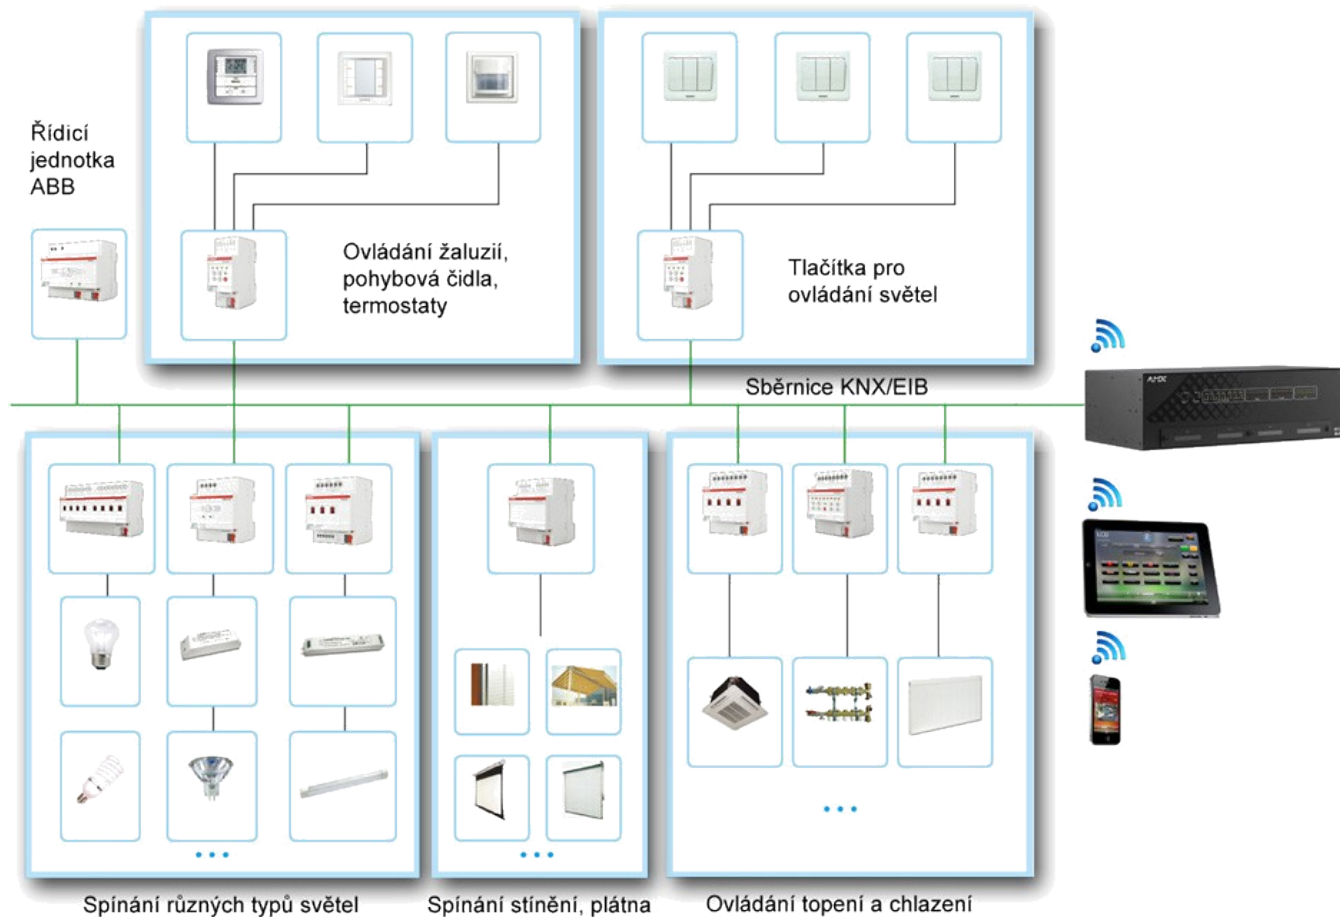 Řídicí
jednotka
ABB
Ovládání žaluzií,
pohybová čidla,
termostaty
Tlačítka pro
ovládání světel
Sběrnice KNX/EIB
AMX
Spínání různých typů světel
Spínání stínění, plátna
Ovládání topení a chlazení